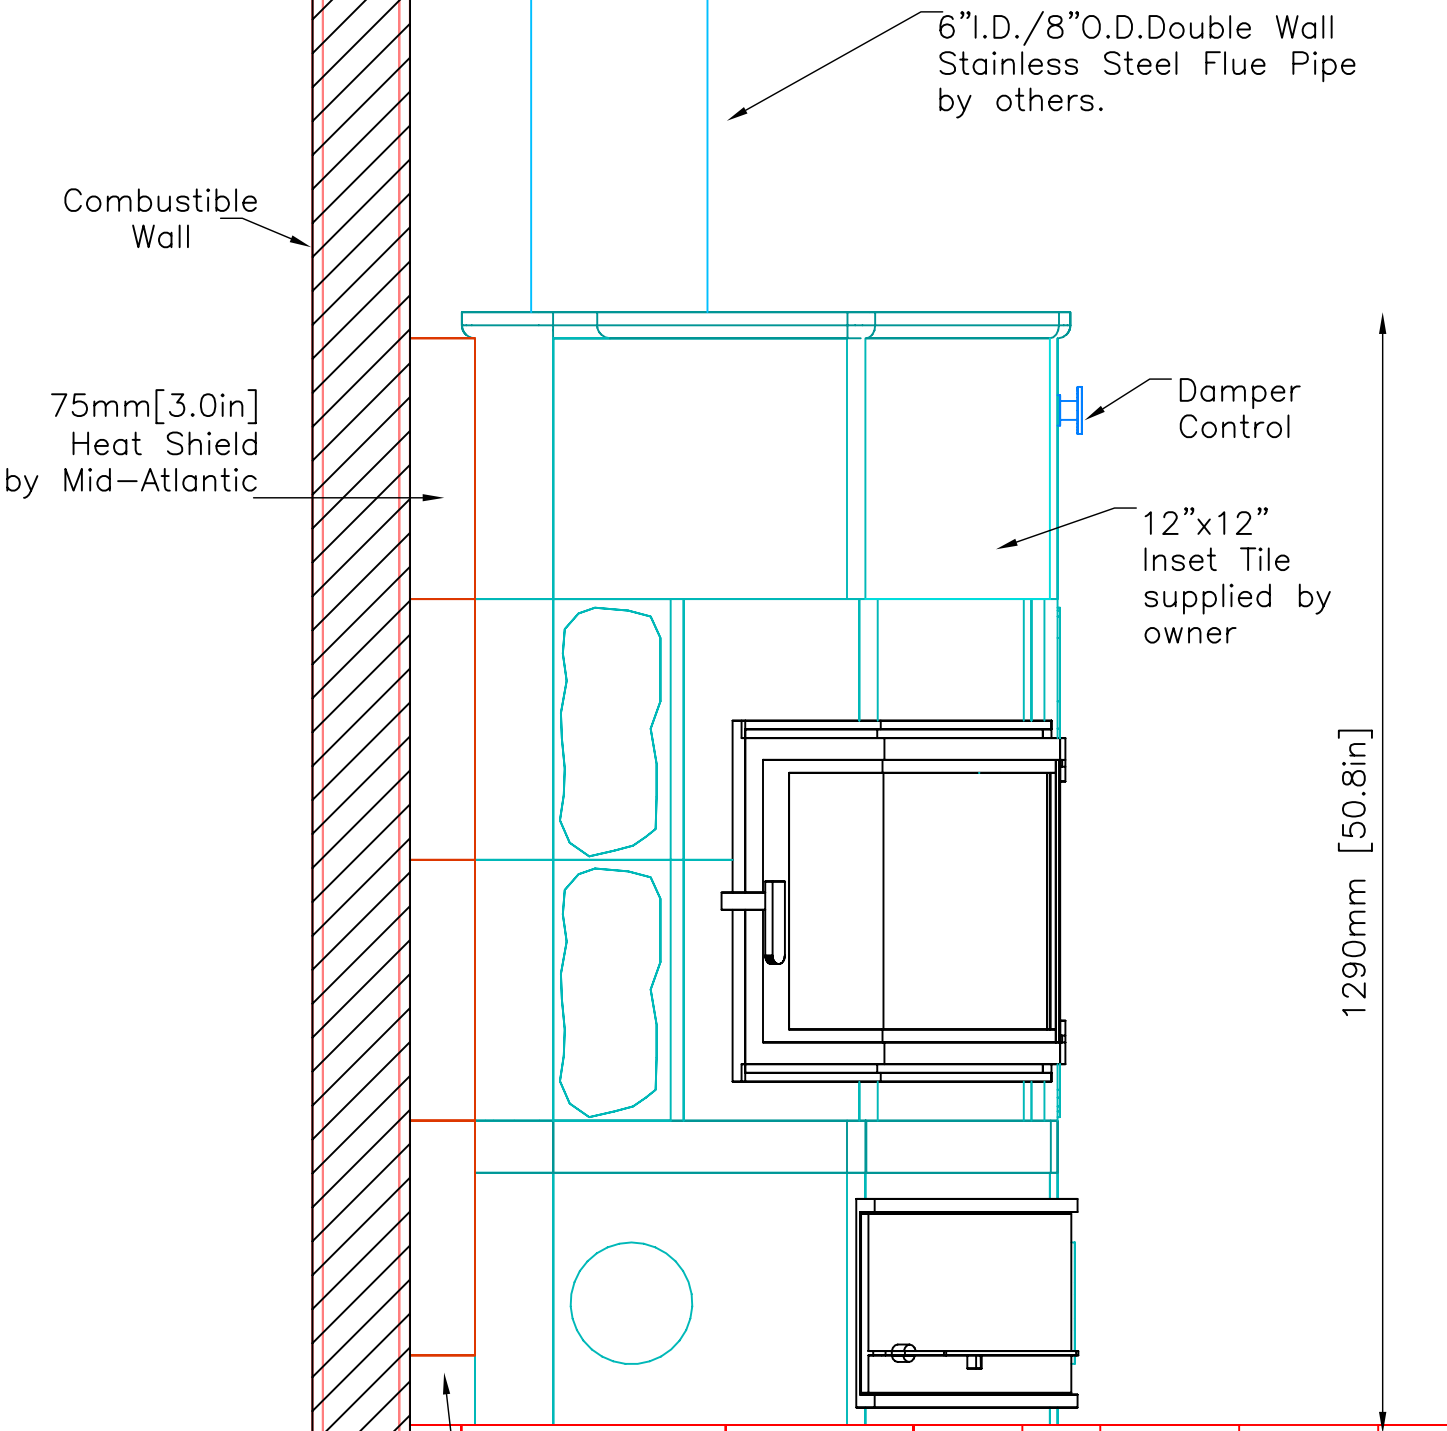 6”I.D./8”O.D.Double Wall
Stainless Steel Flue Pipe
by others.
Combustible
Wall
75mm[3.0in]
Heat Shield
by Mid–Atlantic
Damper
Control
12”x12”
Inset Tile
supplied by
owner
1290mm [50.8in]